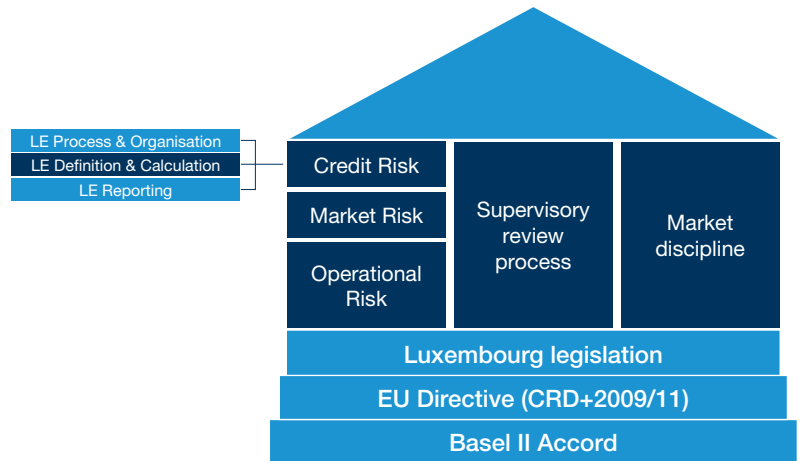 LE Process & Organisation
LE Definition & Calculation
LE Reporting
Credit Risk
Market Risk
Operational
Risk
Supervisory
review
process
Market
discipline
Luxembourg legislation
EU Directive (CRD+2009/11)
Basel II Accord